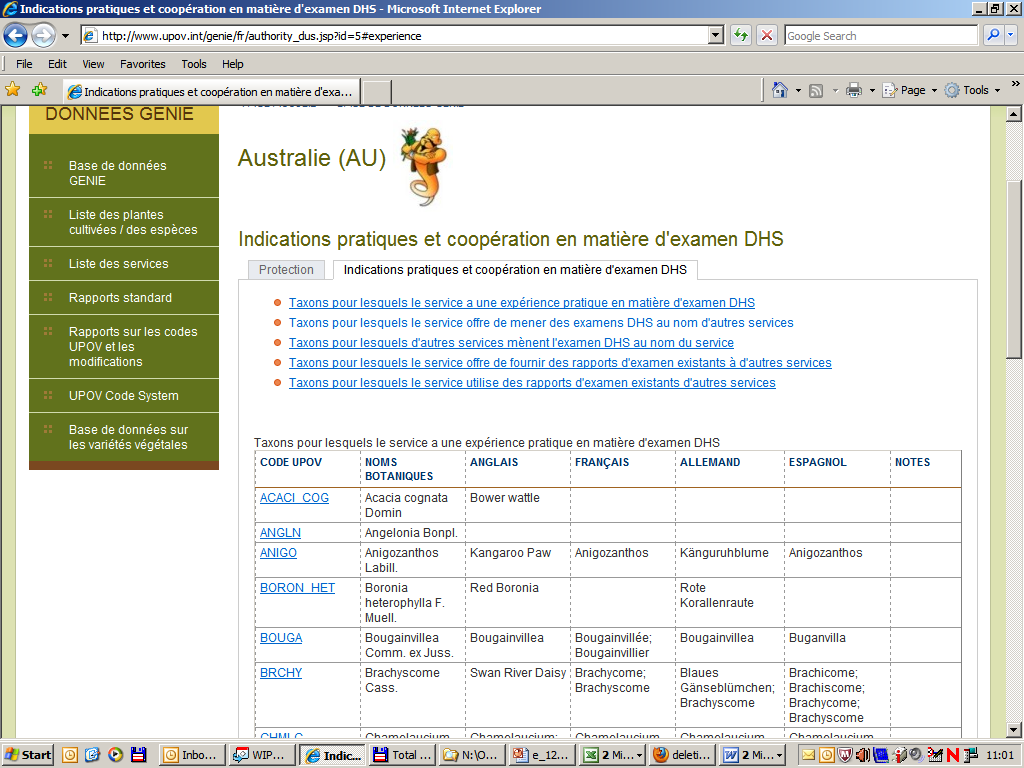 Indications pratiques et coopération en matière d'examen DHS - Microsoft Internet Explorer
http://www.upov.int/genie/fr/authority_dus.jsp?id=5#experience
Google Search
File Edit View Favorites Tools Help
Indications pratiques et coopération en matière d'exa...
Page Tools »
DONNÉES GENIE
Base de données
GENIE
Liste des plantes
cultivées / des espèces
Liste des services
Rapports standard
Rapports sur les codes
UPOV et les
modifications
UPOV Code System
Base de données sur
les variétés végétales
Australie (AU)
Indications pratiques et coopération en matière d'examen DHS
Protection Indications pratiques et coopération en matière d'examen DHS
Taxons pour lesquels le service a une expérience pratique en matière d'examen DHS
Taxons pour lesquels le service offre de mener des examens DHS au nom d'autres services
Taxons pour lesquels d'autres services mènent l'examen DHS au nom du service
Taxons pour lesquels le service offre de fournir des rapports d'examen existants à d'autres services
Taxons pour lesquels le service utilise des rapports d'examen existants d'autres services
Taxons pour lesquels le service a une expérience pratique en matière d'examen DHS
CODE UPOV NOMS BOTANIQUES ANGLAIS FRANÇAIS ALLEMAND ESPAGNOL NOTES
ACACI_COG Acacia cognata Domin Bower wattle
ANGLN Angelonia Bonpl.
ANIGO Anigozanthos Labill. Kangaroo Paw Anigozanthos Känguruhblume Anigozanthos
BORON_HET Boronia heterophylla F. Muell. Red Boronia Rote Korallenraute
BOUGA Bougainvillea Comm. ex Juss. Bougainvillea Bougainvillée; Bougainvillier Bougainvillea Buganvilla
BRCHY Brachyscome Cass. Swan River Daisy Brachycome; Brachyscome Blaues Gänseblümchen; Brachyscome Brachicome; Brachiscome; Brachycome; Brachyscome
Start Inbo... WIP... Indic... Total ... N:\O... e_12... 2 Mi... deleti... 2 Mi... 11:01